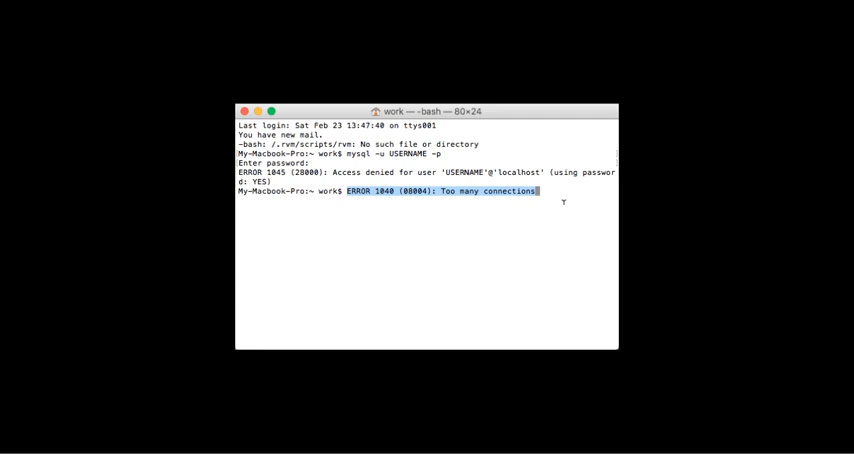 work — -bash — 80×24
Last login: Sat Feb 23 13:47:40 on ttys001
You have new mail.
-bash: /.rvm/scripts/rvm: No such file or directory
My-Macbook-Pro:~ work$ mysql -u USERNAME -p
Enter password:
ERROR 1045 (28000): Access denied for user 'USERNAME'@'localhost' (using passwor
d: YES)
My-Macbook-Pro:~ work$ ERROR 1040 (08004): Too many connections